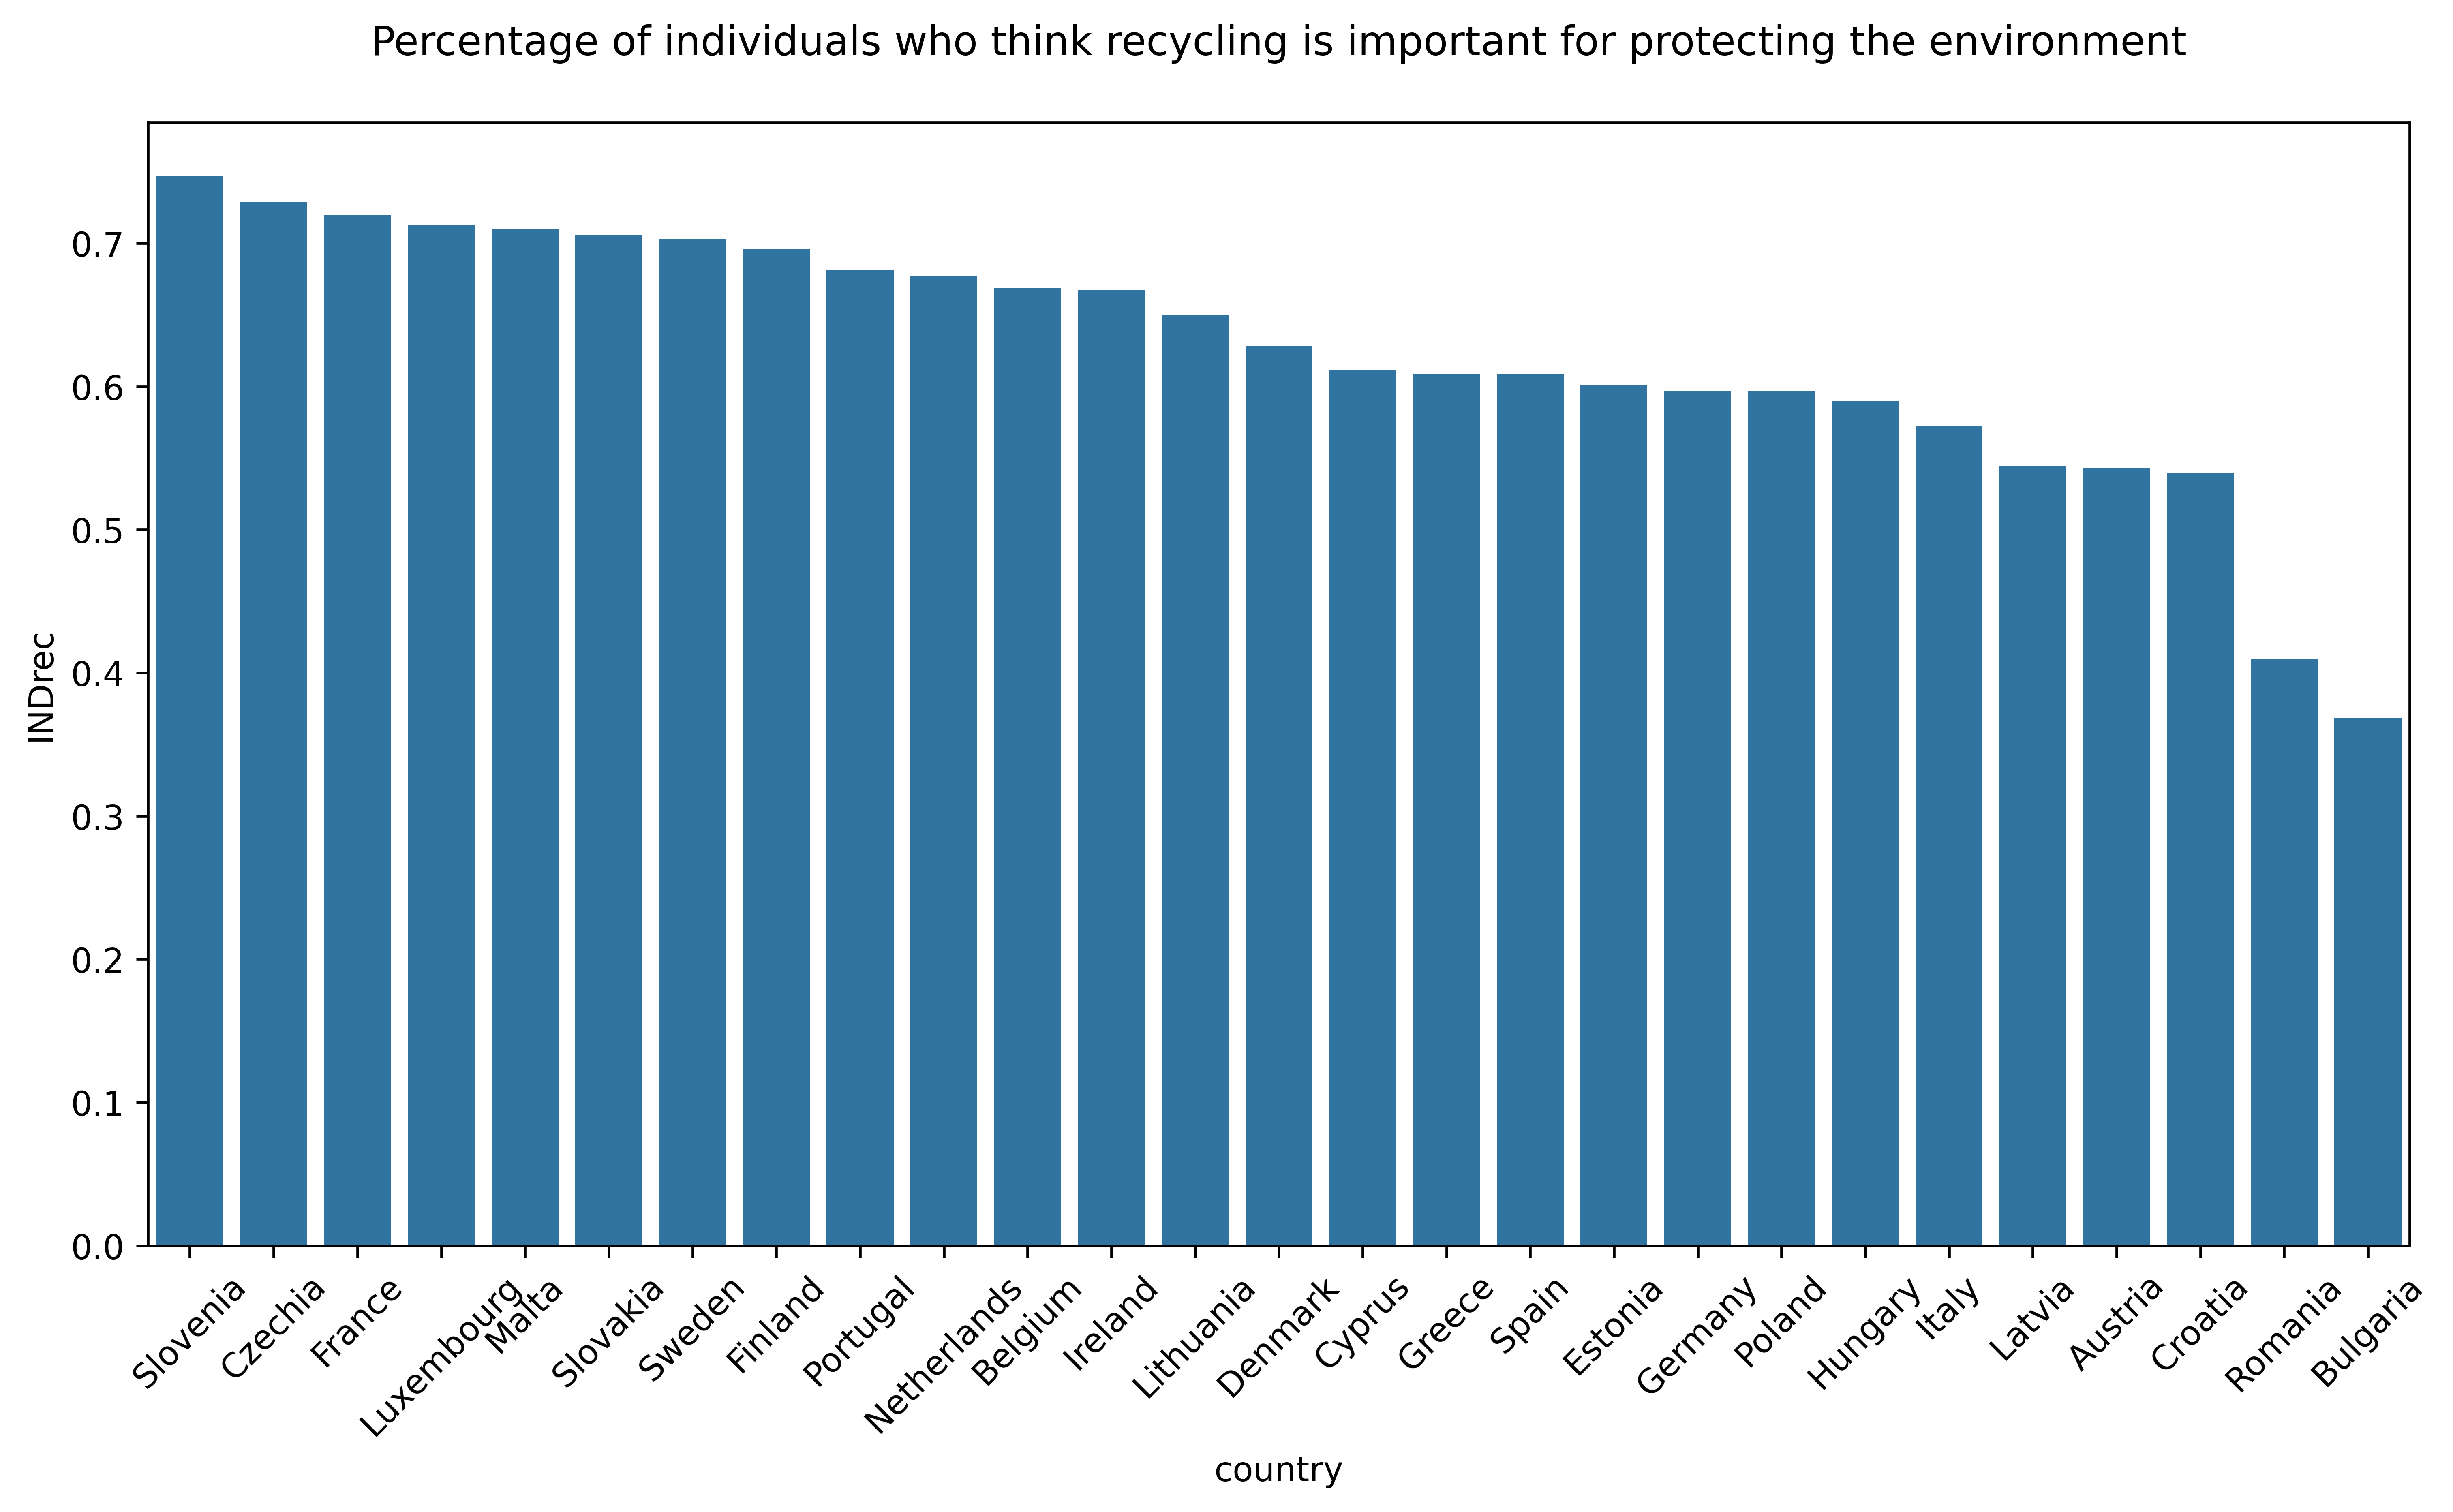 Percentage of individuals who think recycling is important for protecting the environment
INDrec
0.7
0.6
0.5
0.4
0.3
0.2
0.1
0.0
Slovenia
Czechia
France
Luxembourg
Malta
Slovakia
Sweden
Finland
Portugal
Netherlands
Belgium
Ireland
Lithuania
Denmark
Cyprus
Greece
Spain
Estonia
Germany
Poland
Hungary
Italy
Latvia
Austria
Croatia
Romania
Bulgaria
country